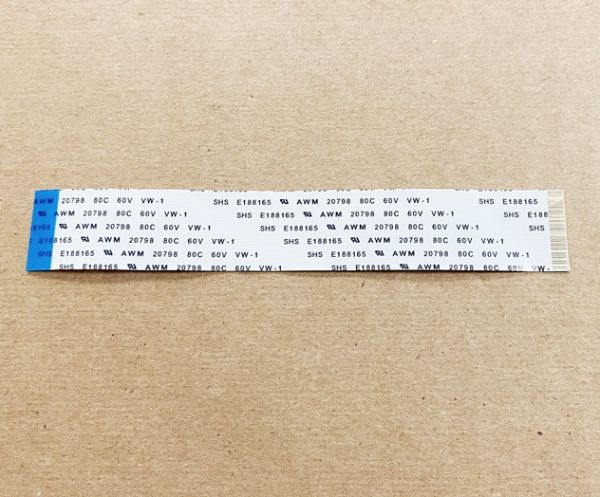 AWM 20798 80C 60V VW-1 SHS E188165 AWM 20798 80C 60V VW-1 SHS E188165
AWM 20798 80C 60V VW-1 SHS E188165 AWM 20798 80C 60V VW-1 SHS E188
E188165 AWM 20798 80C 60V VW-1 SHS E188165 AWM 20798 80C 60V VW-1 SHS
E188165 AWM 20798 80C 60V VW-1 SHS E188165 AWM 20798 80C 60V VW-1
SHS E188165 AWM 20798 80C 60V VW-1 SHS E188165 AWM 20798 80C 60V VW-1
SHS E188165 AWM 20798 80C 60V VW-1 SHS E188165 AWM 20798 80C 60V